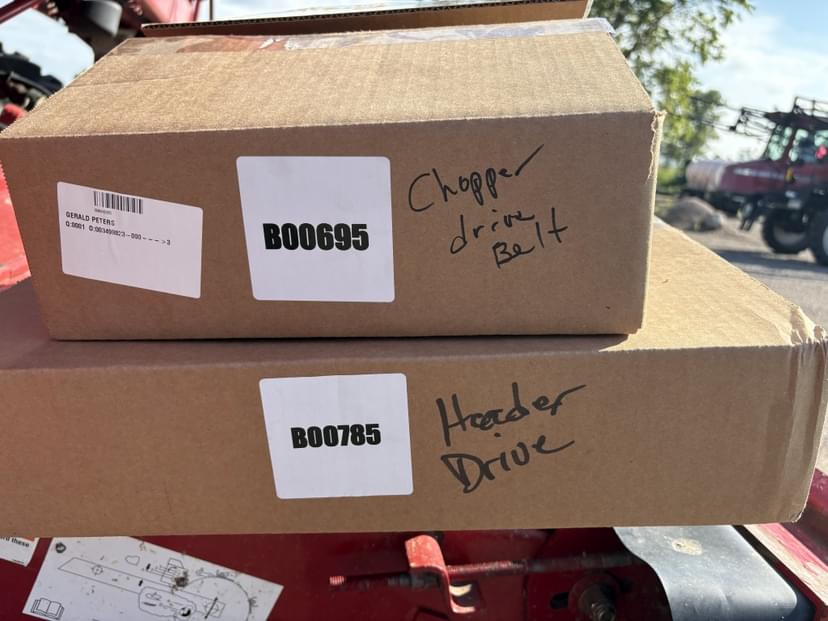 GERALD PETERS
B00695
Chopper
drive
Belt
B00785
Header
Drive